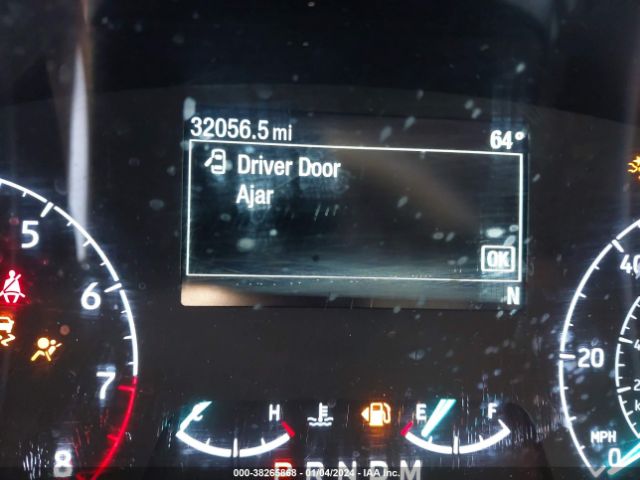 32056.5 mi 64°
Driver Door
Ajar
OK
N
5
6
7
8
40
20
MPH
0
H E F
P R N D M
000-38265868 - 01/04/2024 - IAA Inc.